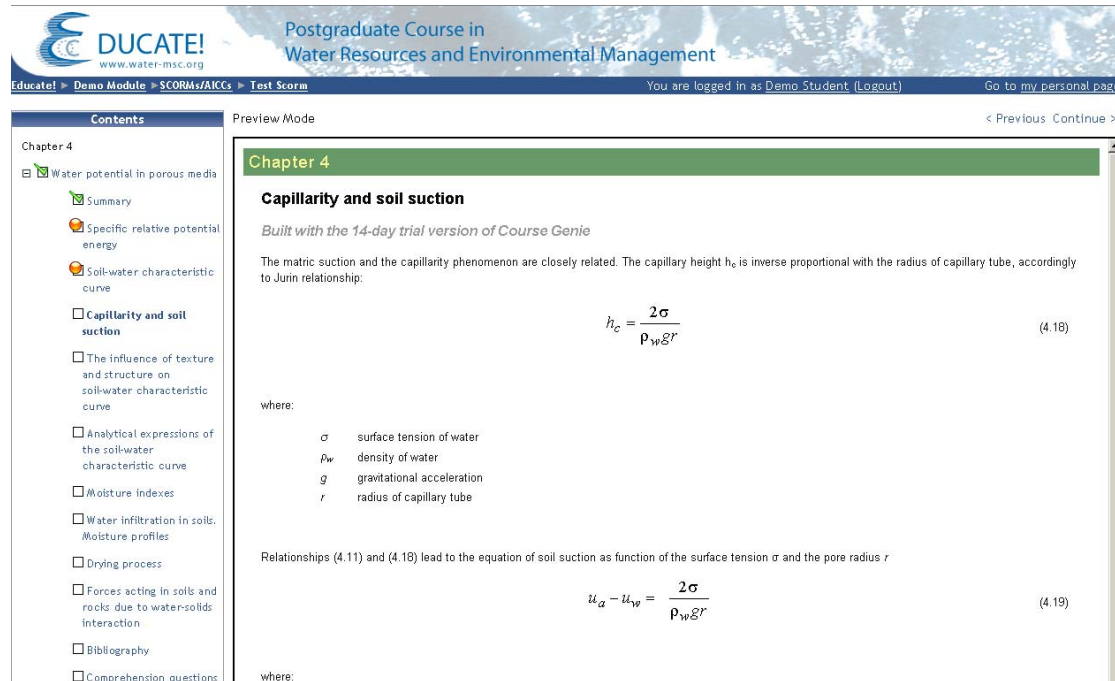 DUCATE!
www.water-msc.org
Postgraduate Course in
Water Resources and Environmental Management
Educate! ► Demo Module ► SCORMs/AICCs ► Test Scorm
You are logged in as Demo Student (Logout)
Go to my personal page
Contents
Chapter 4
Water potential in porous media
Summary
Specific relative potential
energy
Soil-water characteristic
curve
Capillarity and soil
suction
The influence of texture
and structure on
soil-water characteristic
curve
Analytical expressions of
the soil-water
characteristic curve
Moisture indexes
Water infiltration in soils.
Moisture profiles
Drying process
Forces acting in soils and
rocks due to water-solids
interaction
Bibliography
Comprehension questions
Preview Mode
< Previous Continue >
Chapter 4
Capillarity and soil suction
Built with the 14-day trial version of Course Genie
The matric suction and the capillarity phenomenon are closely related. The capillary height hc is inverse proportional with the radius of capillary tube, accordingly
to Jurin relationship:
h_c = 2σ / ρ_w gr
(4.18)
where:
σ surface tension of water
ρw density of water
g gravitational acceleration
r radius of capillary tube
Relationships (4.11) and (4.18) lead to the equation of soil suction as function of the surface tension σ and the pore radius r
u_a − u_w = 2σ / ρ_w gr
(4.19)
where: